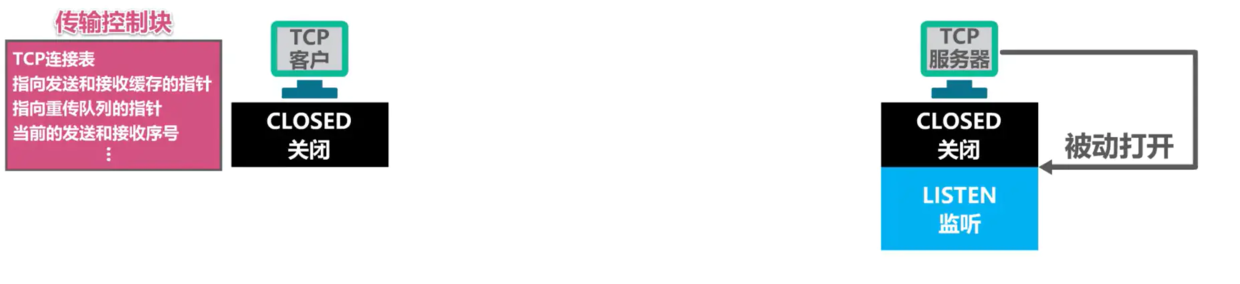 传输控制块
TCP连接表
指向发送和接收缓存的指针
指向重传队列的指针
当前的发送和接收序号
⋮
TCP
客户
CLOSED
关闭
TCP
服务器
CLOSED
关闭
被动打开
LISTEN
监听